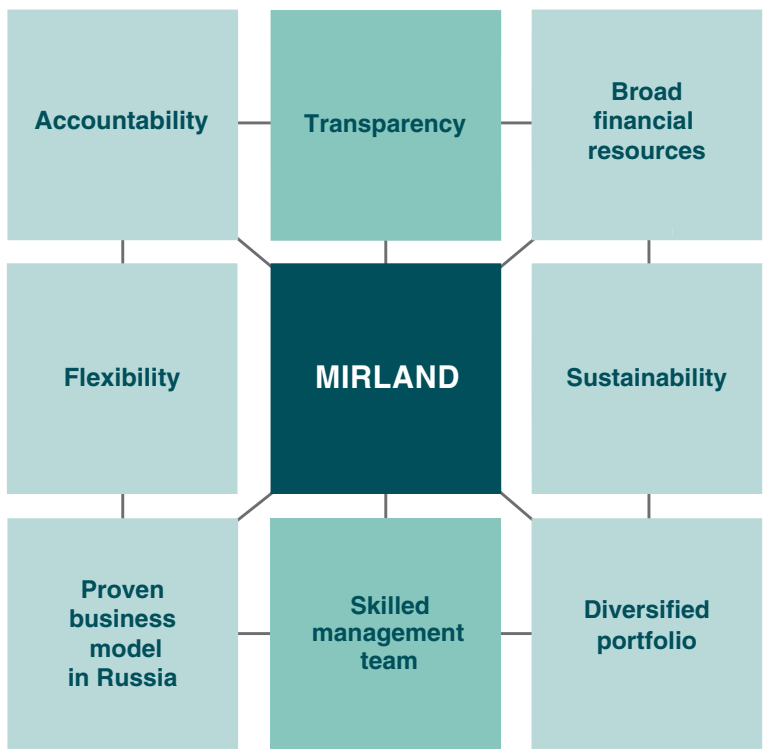 Accountability
Transparency
Broad
financial
resources
Flexibility
MIRLAND
Sustainability
Proven
business
model
in Russia
Skilled
management
team
Diversified
portfolio